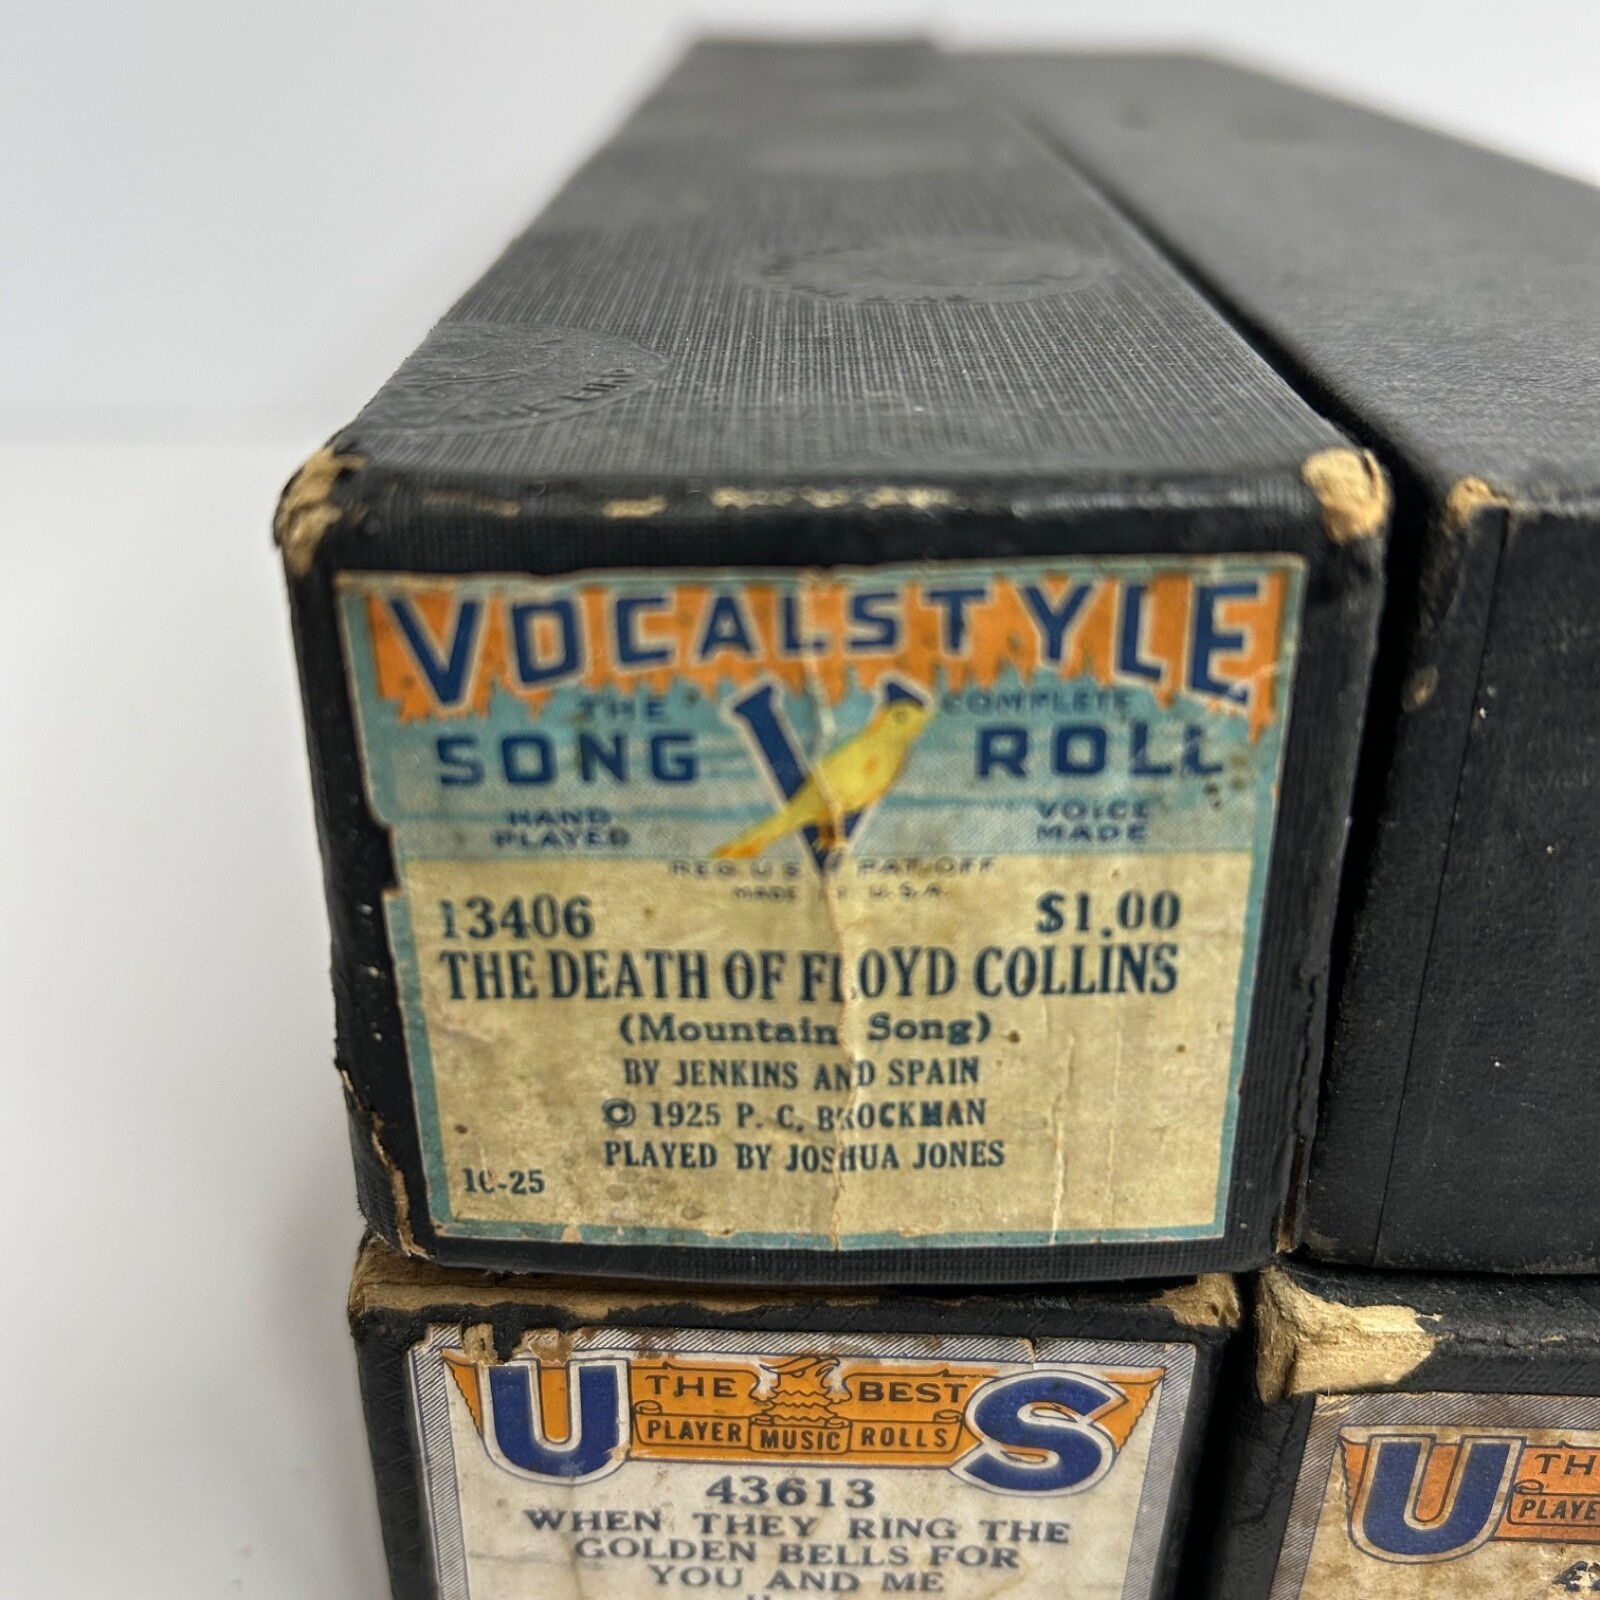 VOCALSTYLE
THE COMPLETE
SONG V ROLL
HAND PLAYED
VOICE MADE
REG. U.S. PAT. OFF.
MADE U.S.A.
13406 $1.00
THE DEATH OF FLOYD COLLINS
(Mountain Song)
BY JENKINS AND SPAIN
© 1925 P. C. BROCKMAN
PLAYED BY JOSHUA JONES
U THE BEST S
PLAYER MUSIC ROLLS
43613
WHEN THEY RING THE
GOLDEN BELLS FOR
YOU AND ME
U TH
PLAYE